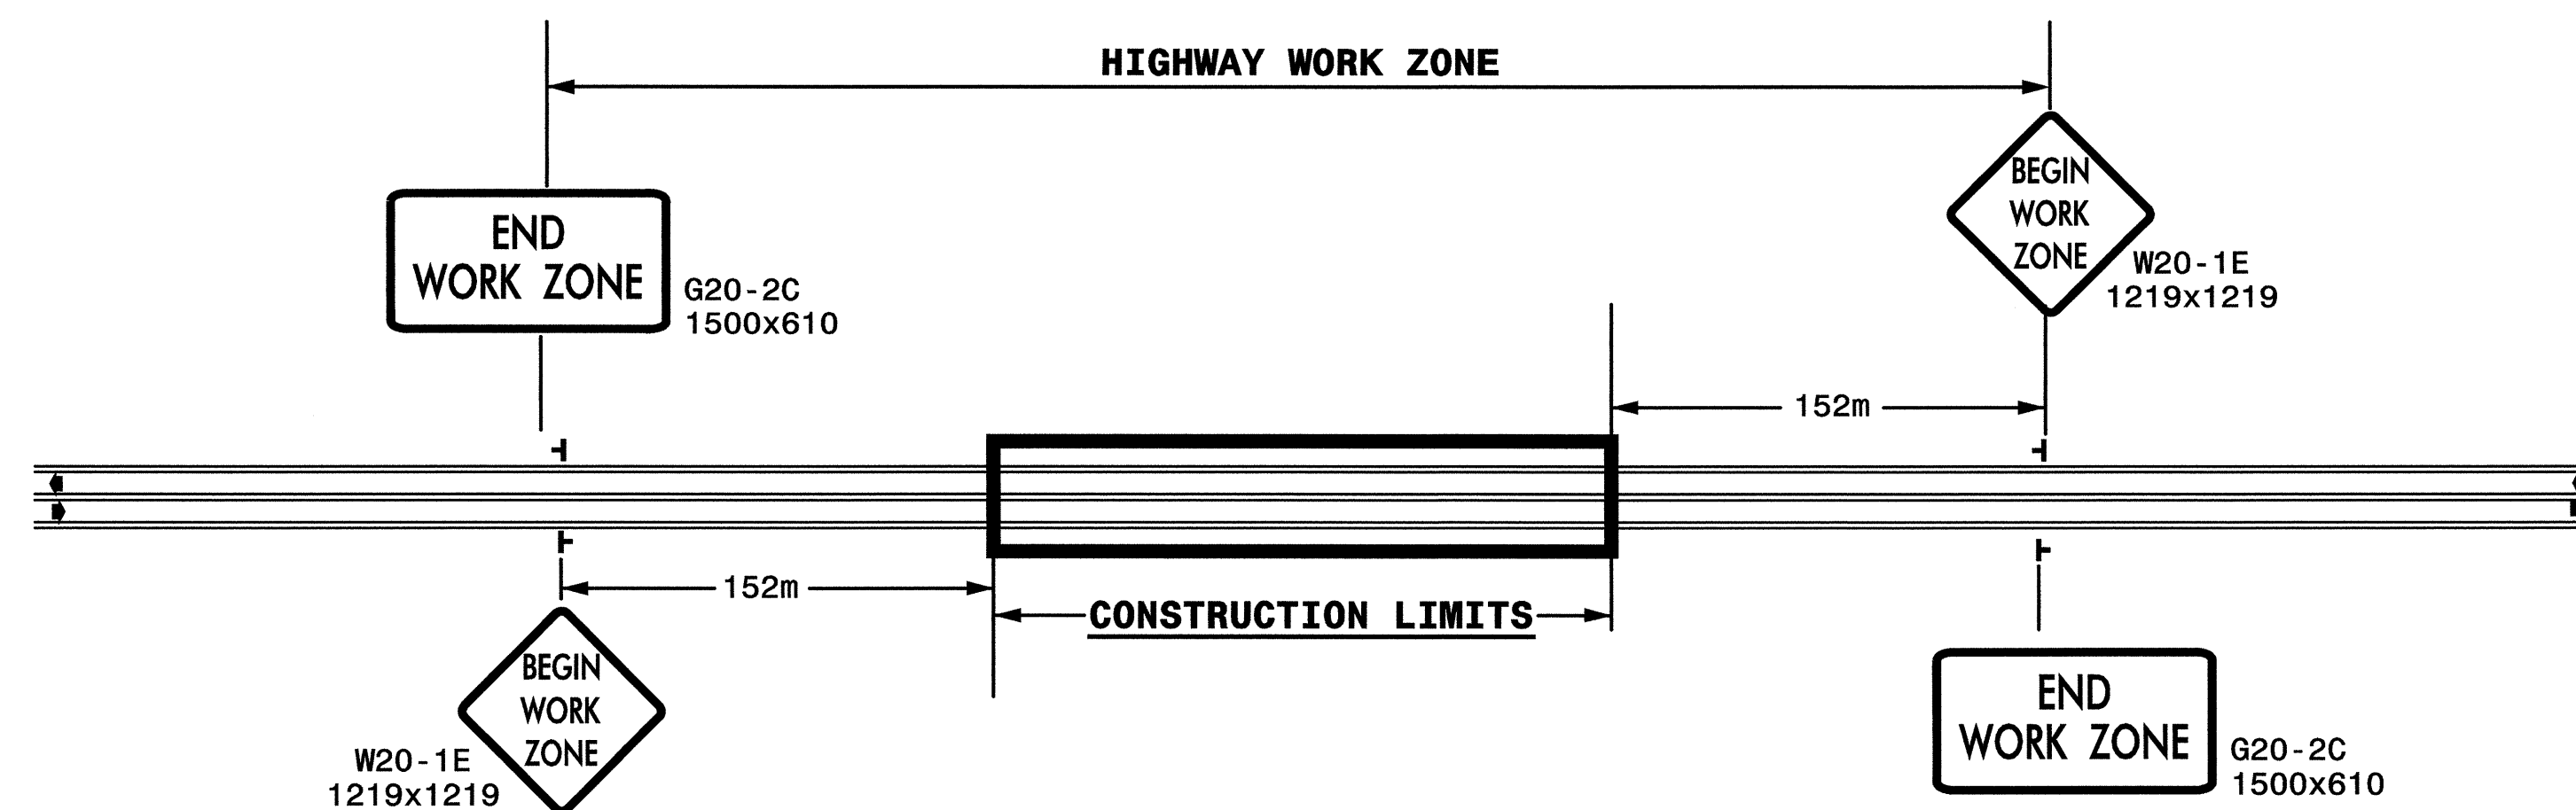 HIGHWAY WORK ZONE
BEGIN
WORK
ZONE
W20-1E
1219x1219
END
WORK ZONE
G20-2C
1500x610
152m
152m
CONSTRUCTION LIMITS
BEGIN
WORK
ZONE
W20-1E
1219x1219
END
WORK ZONE
G20-2C
1500x610